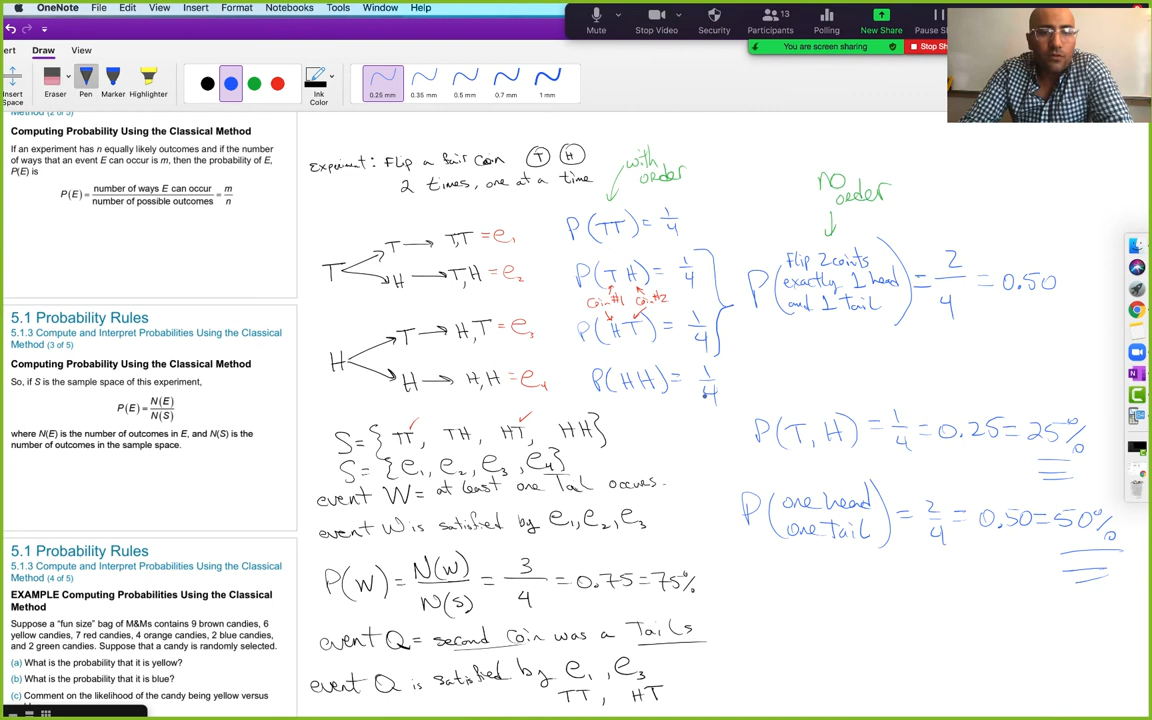 OneNote File Edit View Insert Format Notebooks Tools Window Help
Draw View
Insert Space
Eraser Pen Marker Highlighter
Ink Color
0.25 mm 0.35 mm 0.5 mm 0.7 mm 1 mm
Mute Stop Video Security 13 Participants Polling New Share Pause
You are screen sharing
Method (2 of 5)
Computing Probability Using the Classical Method
If an experiment has n equally likely outcomes and if the number
of ways that an event E can occur is m, then the probability of E,
P(E) is
P(E) = number of ways E can occur / number of possible outcomes = m/n
5.1 Probability Rules
5.1.3 Compute and Interpret Probabilities Using the Classical
Method (3 of 5)
Computing Probability Using the Classical Method
So, if S is the sample space of this experiment,
P(E) = N(E)/N(S)
where N(E) is the number of outcomes in E, and N(S) is the
number of outcomes in the sample space.
5.1 Probability Rules
5.1.3 Compute and Interpret Probabilities Using the Classical
Method (4 of 5)
EXAMPLE Computing Probabilities Using the Classical
Method
Suppose a “fun size” bag of M&Ms contains 9 brown candies, 6
yellow candies, 7 red candies, 4 orange candies, 2 blue candies,
and 2 green candies. Suppose that a candy is randomly selected.
(a) What is the probability that it is yellow?
(b) What is the probability that it is blue?
(c) Comment on the likelihood of the candy being yellow versus
Experiment: Flip a fair coin T H
2 times, one at a time
T → T → T,T = e1
H → T,H = e2
H → T → H,T = e3
H → H,H = e4
S = { TT, TH, HT, HH }
S = { e1, e2, e3, e4 }
event W = at least one Tail occurs.
event W is satisfied by e1, e2, e3
P(W) = N(W)/N(S) = 3/4 = 0.75 = 75%
event Q = second coin was a Tails
event Q is satisfied by e1, e3
TT, HT
with order
P(TT) = 1/4
P(TH) = 1/4
Coin#1 Coin#2
P(HT) = 1/4
P(HH) = 1/4
no order
P(Flip 2 coints
exactly 1 head
and 1 tail) = 2/4 = 0.50
P(T, H) = 1/4 = 0.25 = 25%
P(one head
one tail) = 2/4 = 0.50 = 50%